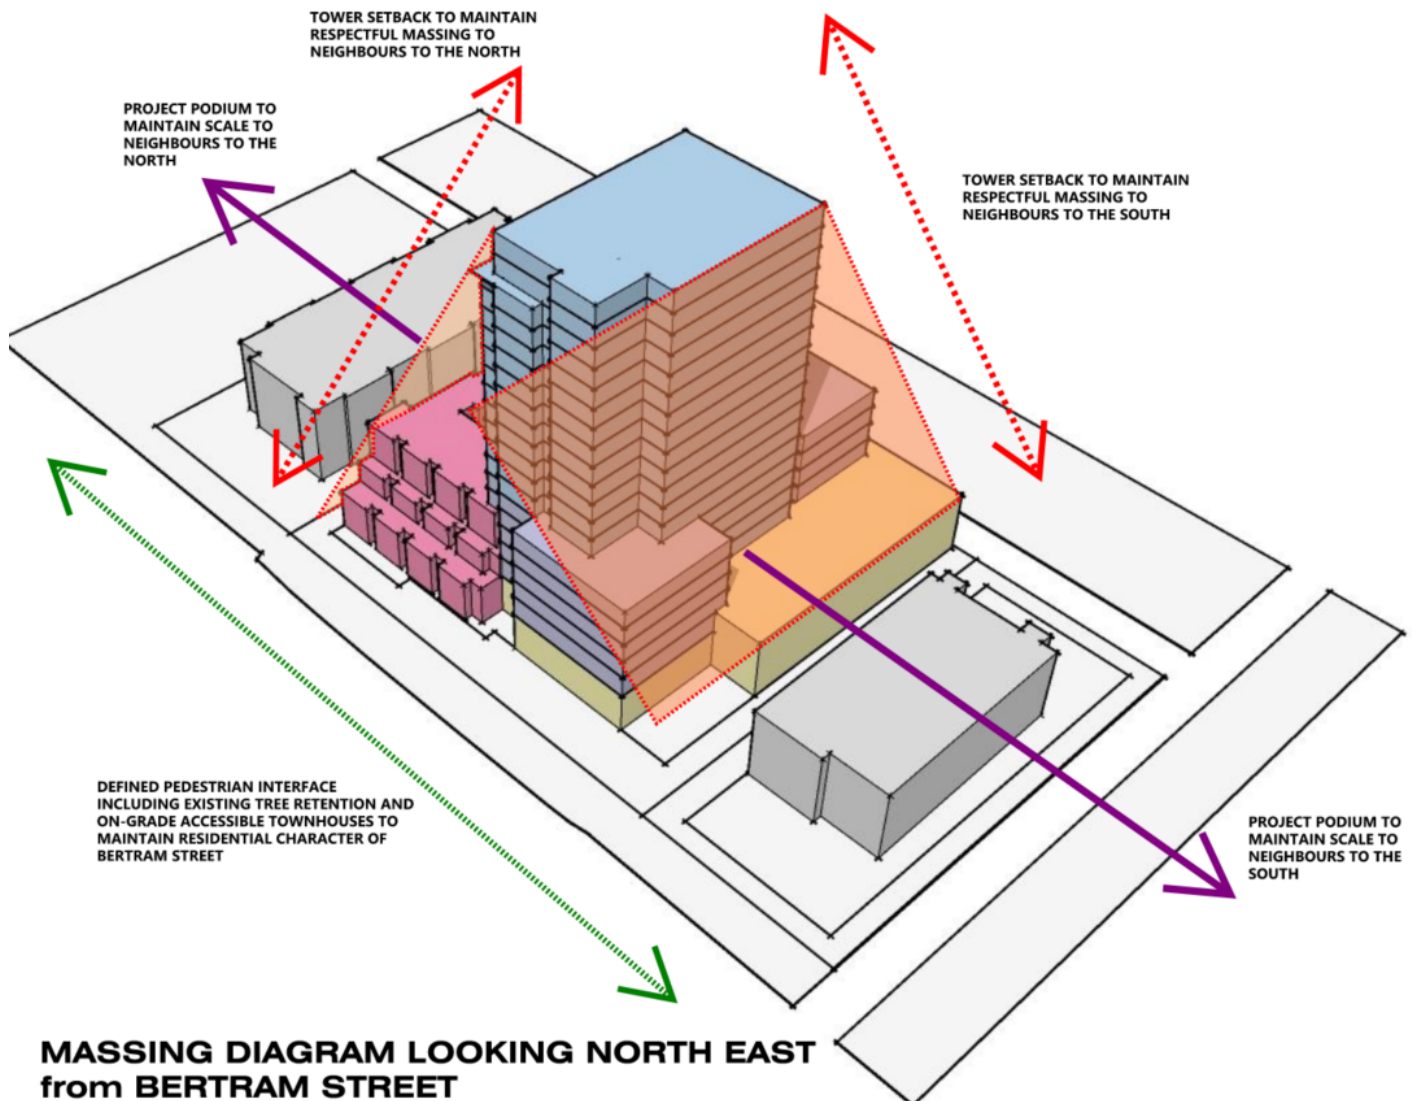 TOWER SETBACK TO MAINTAIN
RESPECTFUL MASSING TO
NEIGHBOURS TO THE NORTH
PROJECT PODIUM TO
MAINTAIN SCALE TO
NEIGHBOURS TO THE
NORTH
TOWER SETBACK TO MAINTAIN
RESPECTFUL MASSING TO
NEIGHBOURS TO THE SOUTH
DEFINED PEDESTRIAN INTERFACE
INCLUDING EXISTING TREE RETENTION AND
ON-GRADE ACCESSIBLE TOWNHOUSES TO
MAINTAIN RESIDENTIAL CHARACTER OF
BERTRAM STREET
PROJECT PODIUM TO
MAINTAIN SCALE TO
NEIGHBOURS TO THE
SOUTH
MASSING DIAGRAM LOOKING NORTH EAST
from BERTRAM STREET